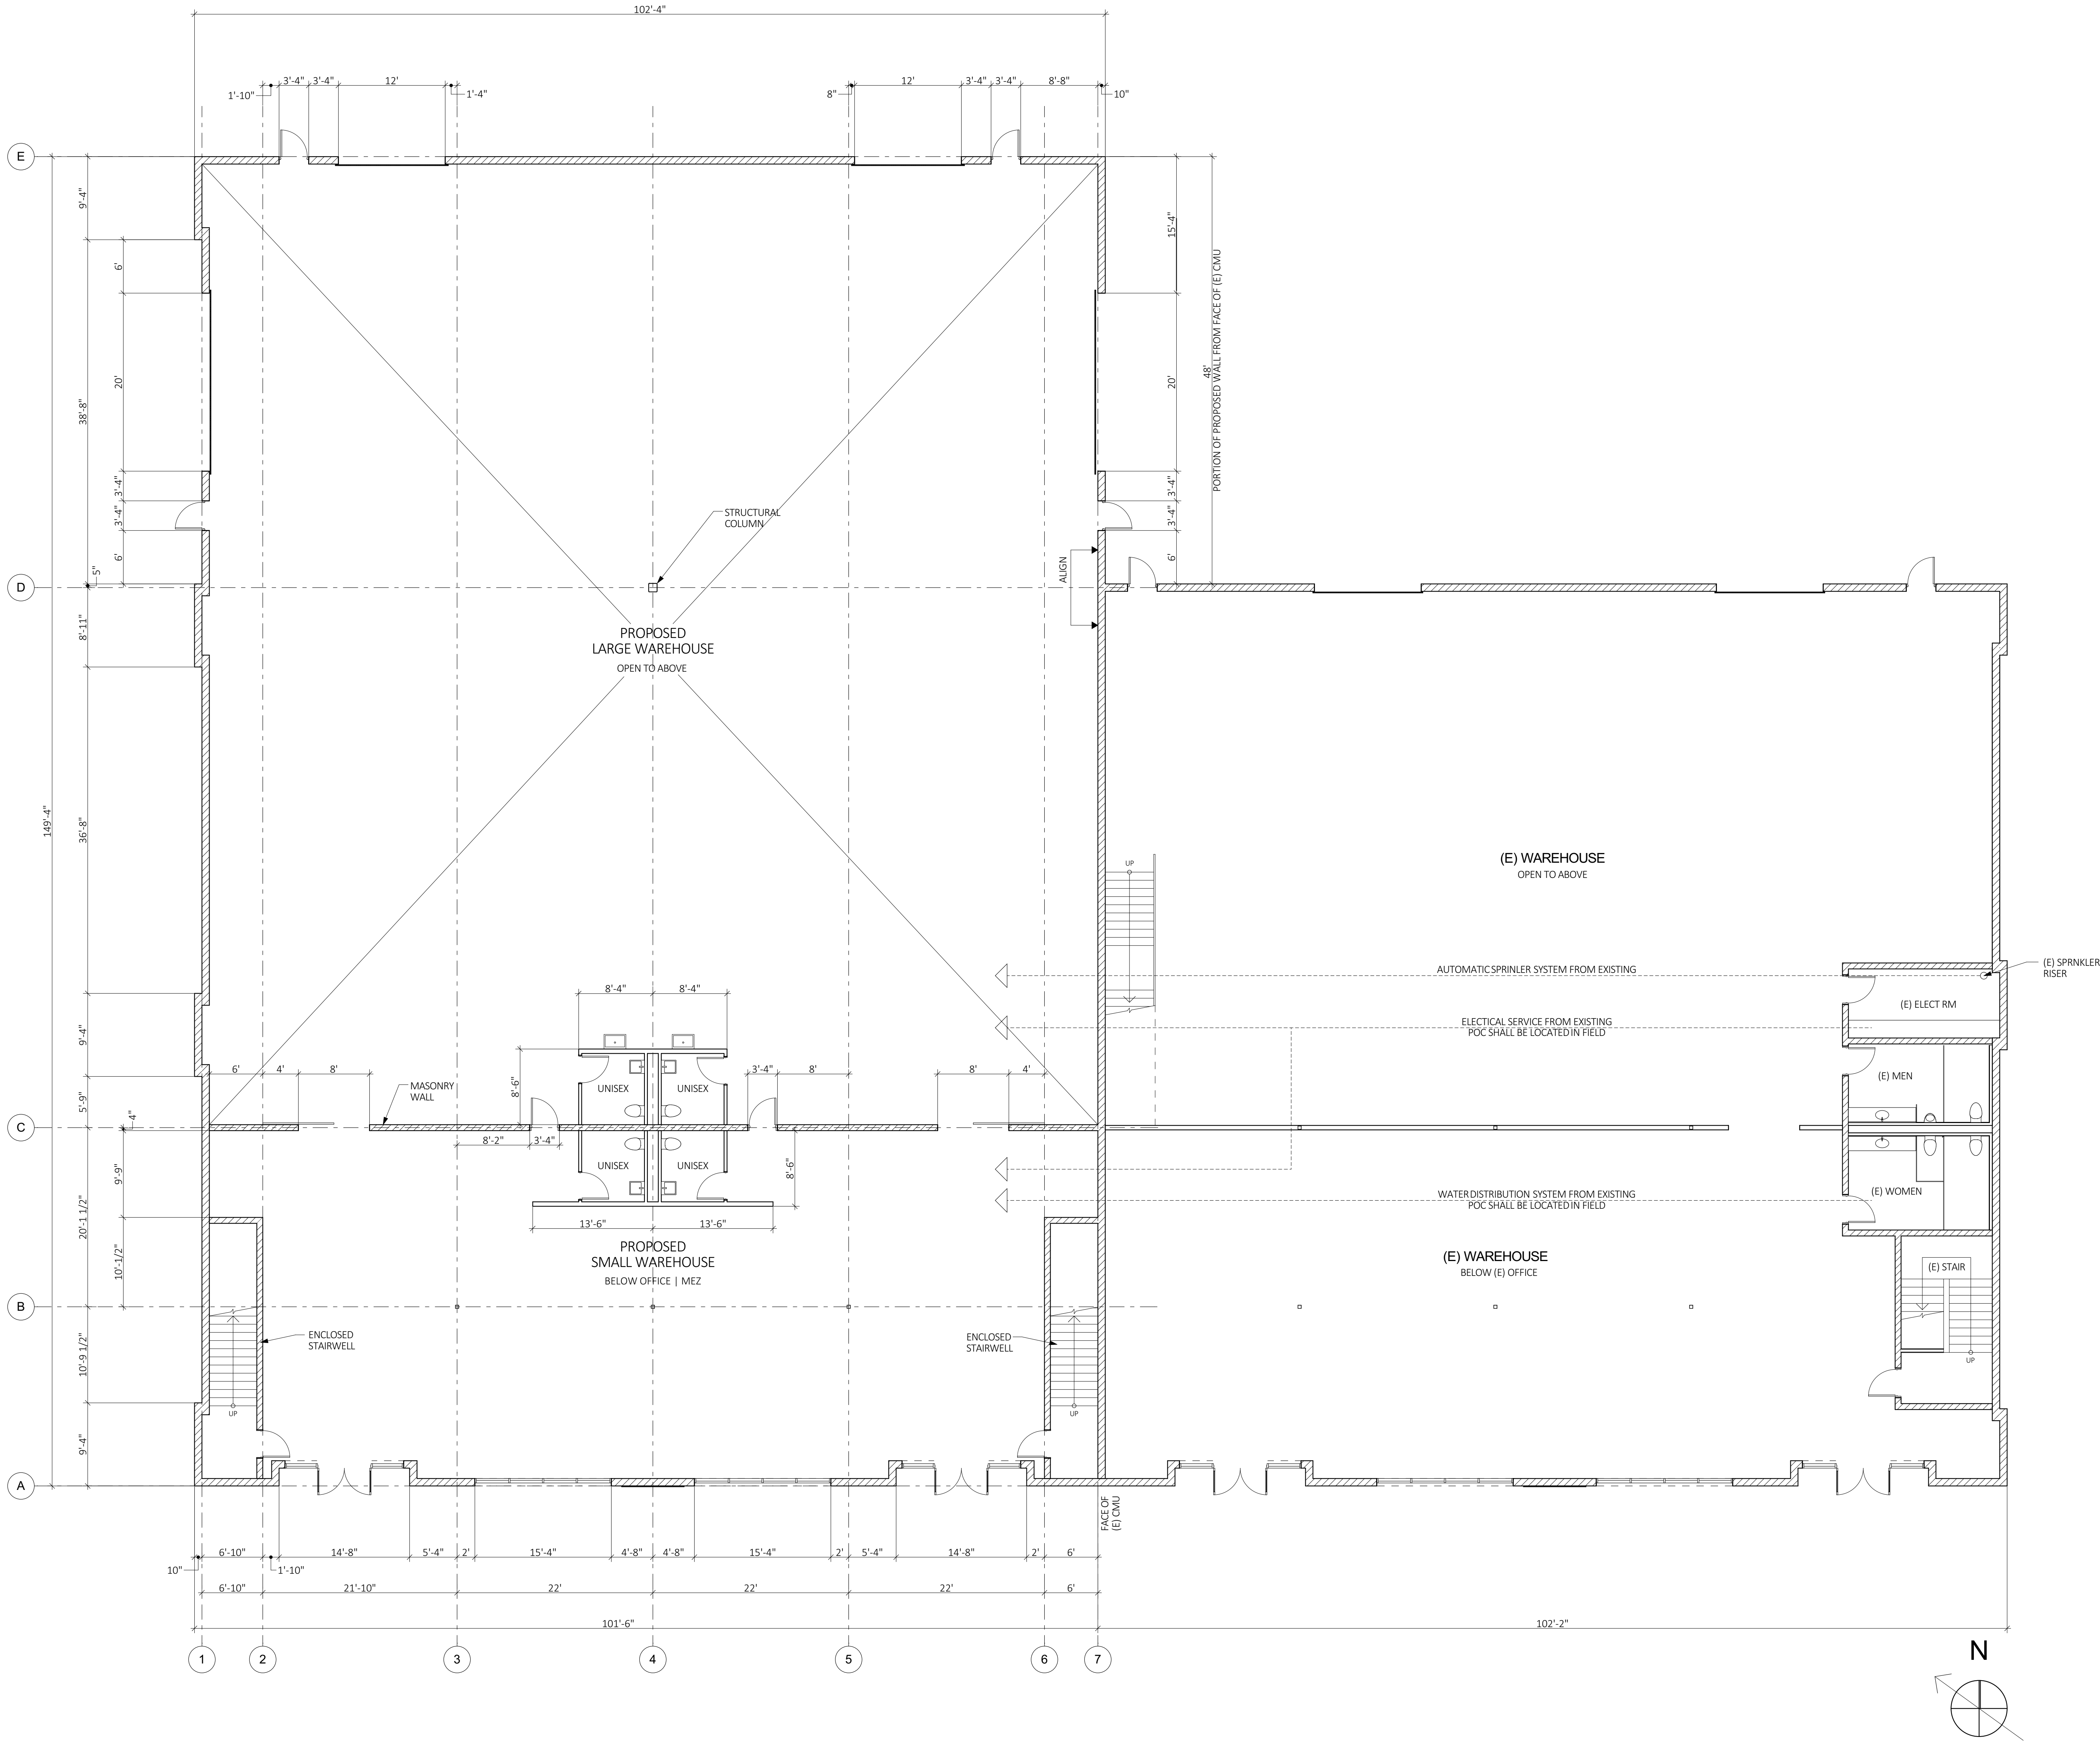 102'-4"
3'-4"
3'-4"
12'
12'
3'-4"
3'-4"
8'-8"
1'-10"
1'-4"
8"
10"
E
9'-4"
15'-4"
6'
20'
38'-8"
20'
48'
PORTION OF PROPOSED WALL FROM FACE OF (E) CMU
3'-4"
3'-4"
3'-4"
3'-4"
STRUCTURAL
COLUMN
6'
6'
ALIGN
5"
D
8'-11"
PROPOSED
LARGE WAREHOUSE
OPEN TO ABOVE
149'-4"
36'-8"
UP
(E) WAREHOUSE
OPEN TO ABOVE
AUTOMATIC SPRINLER SYSTEM FROM EXISTING
(E) SPRNKLER
RISER
8'-4"
8'-4"
(E) ELECT RM
ELECTICAL SERVICE FROM EXISTING
POC SHALL BE LOCATED IN FIELD
9'-4"
6'
4'
8'
3'-4"
8'
8'
4'
MASONRY
WALL
8'-6"
UNISEX
UNISEX
(E) MEN
5'-9"
4"
C
8'-2"
3'-4"
9'-9"
UNISEX
UNISEX
8'-6"
(E) WOMEN
WATER DISTRIBUTION SYSTEM FROM EXISTING
POC SHALL BE LOCATED IN FIELD
20'-1 1/2"
13'-6"
13'-6"
10'-1/2"
PROPOSED
SMALL WAREHOUSE
BELOW OFFICE | MEZ
(E) WAREHOUSE
BELOW (E) OFFICE
(E) STAIR
B
ENCLOSED
STAIRWELL
ENCLOSED
STAIRWELL
10'-9 1/2"
UP
UP
UP
9'-4"
A
FACE OF
(E) CMU
6'-10"
14'-8"
5'-4"
2'
15'-4"
4'-8"
4'-8"
15'-4"
2'
5'-4"
14'-8"
2'
6'
10"
1'-10"
6'-10"
21'-10"
22'
22'
22'
6'
101'-6"
102'-2"
1
2
3
4
5
6
7
N